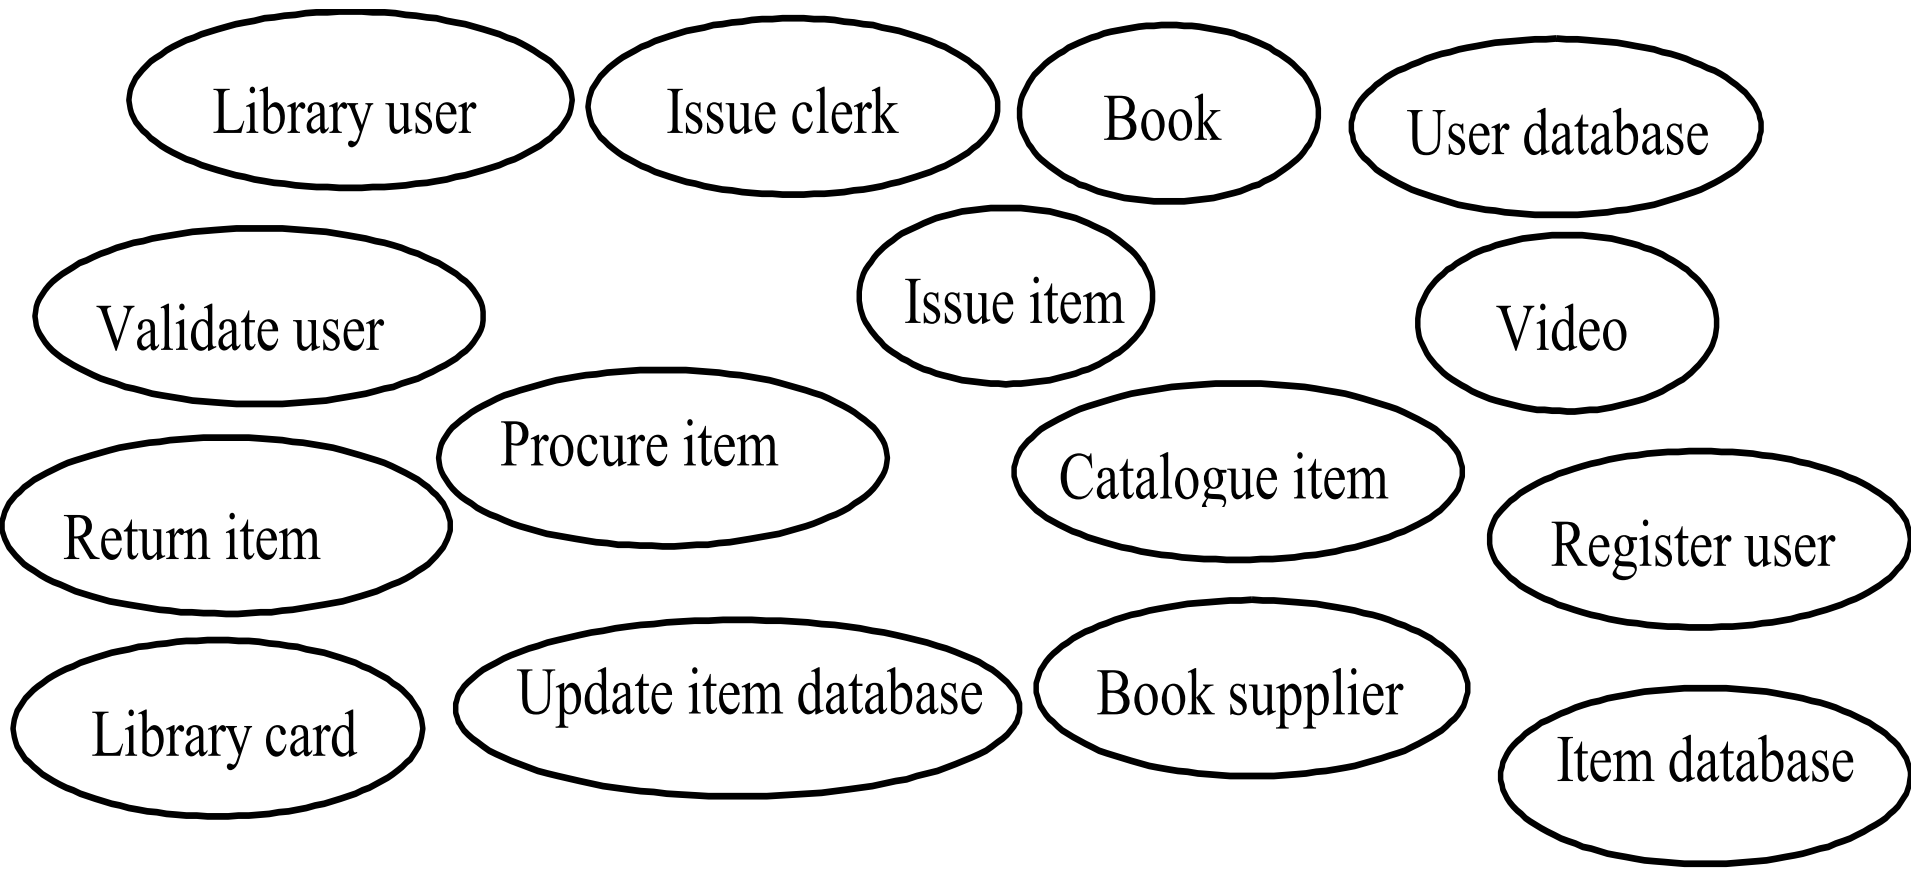 Library user
Issue clerk
Book
User database
Validate user
Issue item
Video
Procure item
Catalogue item
Return item
Register user
Library card
Update item database
Book supplier
Item database